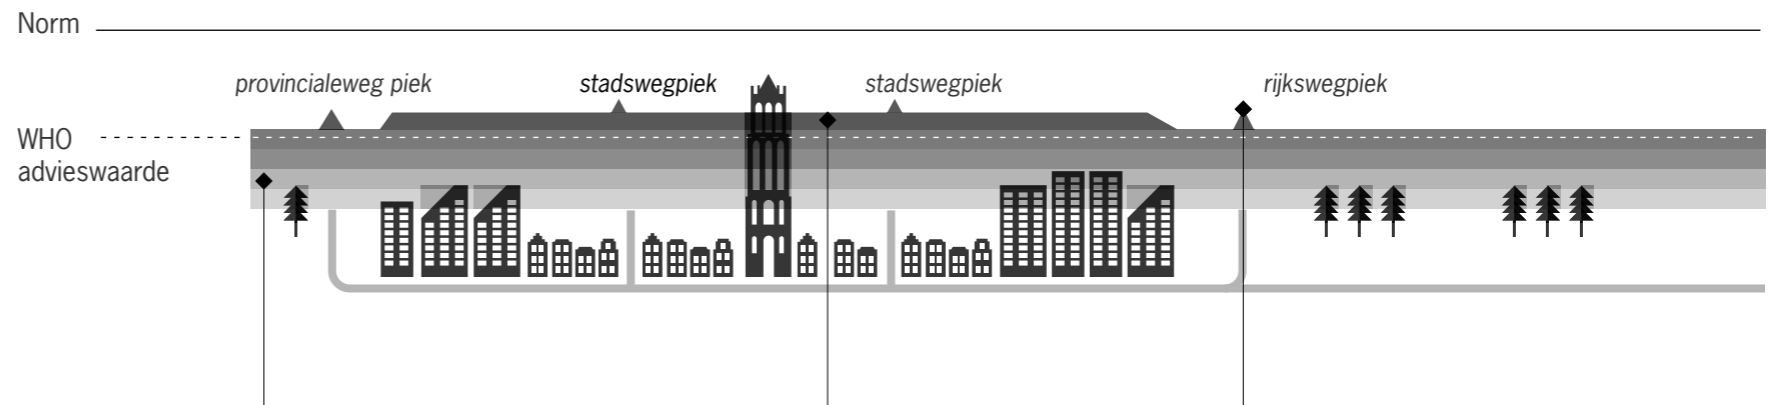 Norm
provincialeweg piek
stadswegpiek
stadswegpiek
rijkswegpiek
WHO
advieswaarde